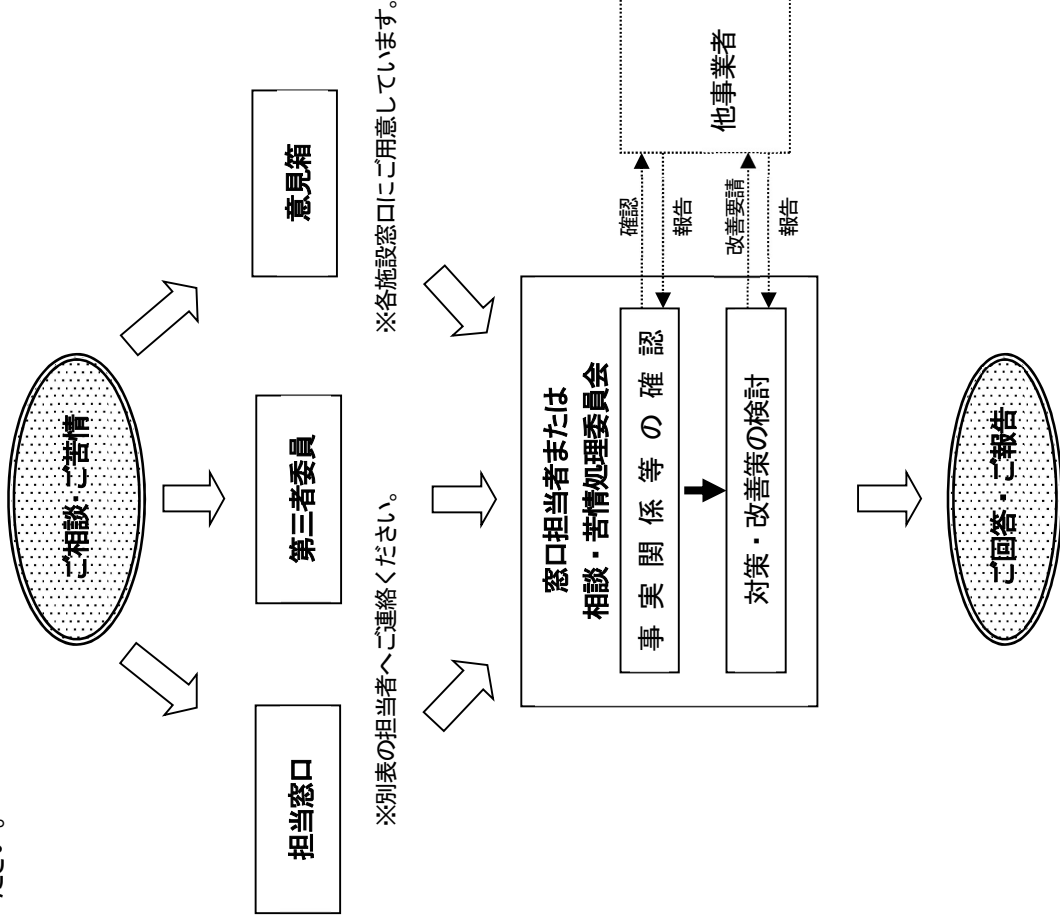 ださい。
ご相談・ご苦情
担当窓口
第三者委員
意見箱
※別表の担当者へご連絡ください。
※各施設窓口にご用意しています。
窓口担当者または
相談・苦情処理委員会
事実関係等の確認
対策・改善策の検討
確認
報告
改善要請
報告
他事業者
ご回答・ご報告